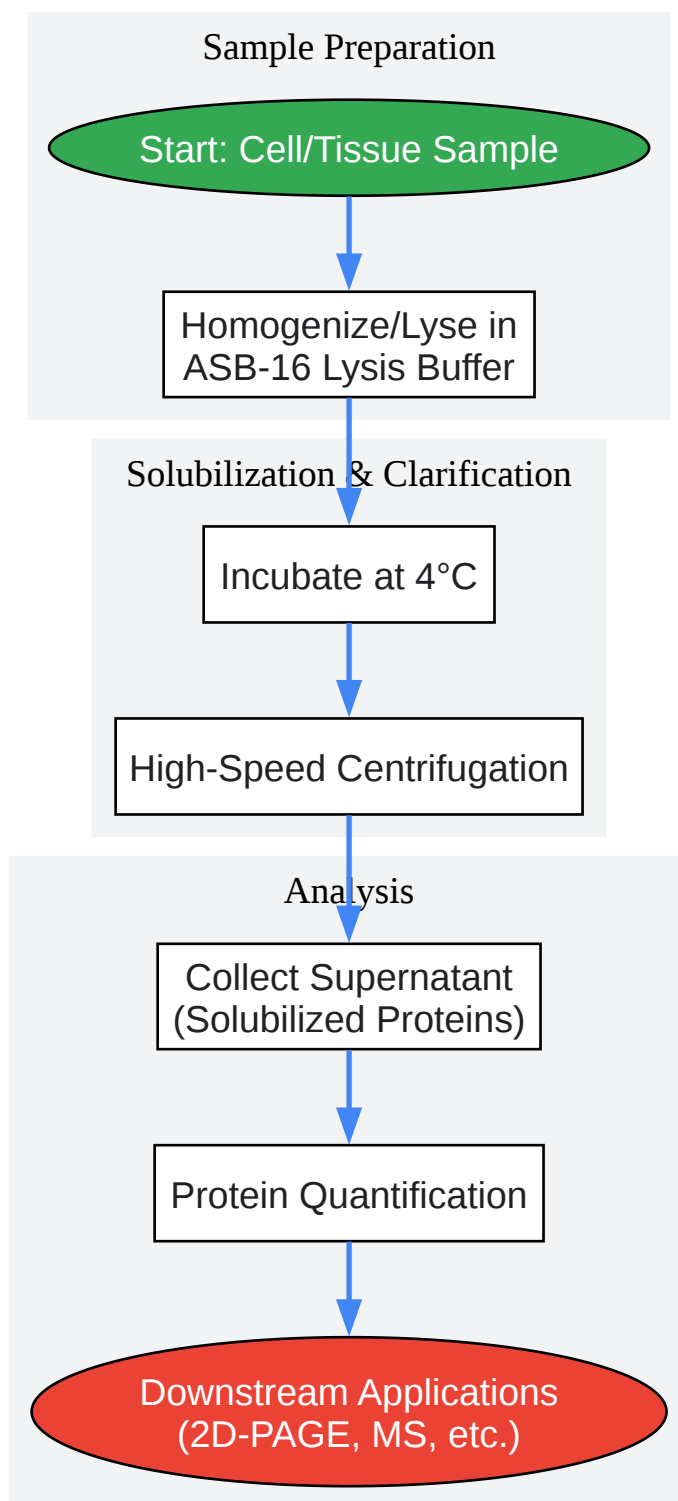 Sample Preparation
Start: Cell/Tissue Sample
Homogenize/Lyse in
ASB-16 Lysis Buffer
Solubilization & Clarification
Incubate at 4°C
High-Speed Centrifugation
Analysis
Collect Supernatant
(Solubilized Proteins)
Protein Quantification
Downstream Applications
(2D-PAGE, MS, etc.)